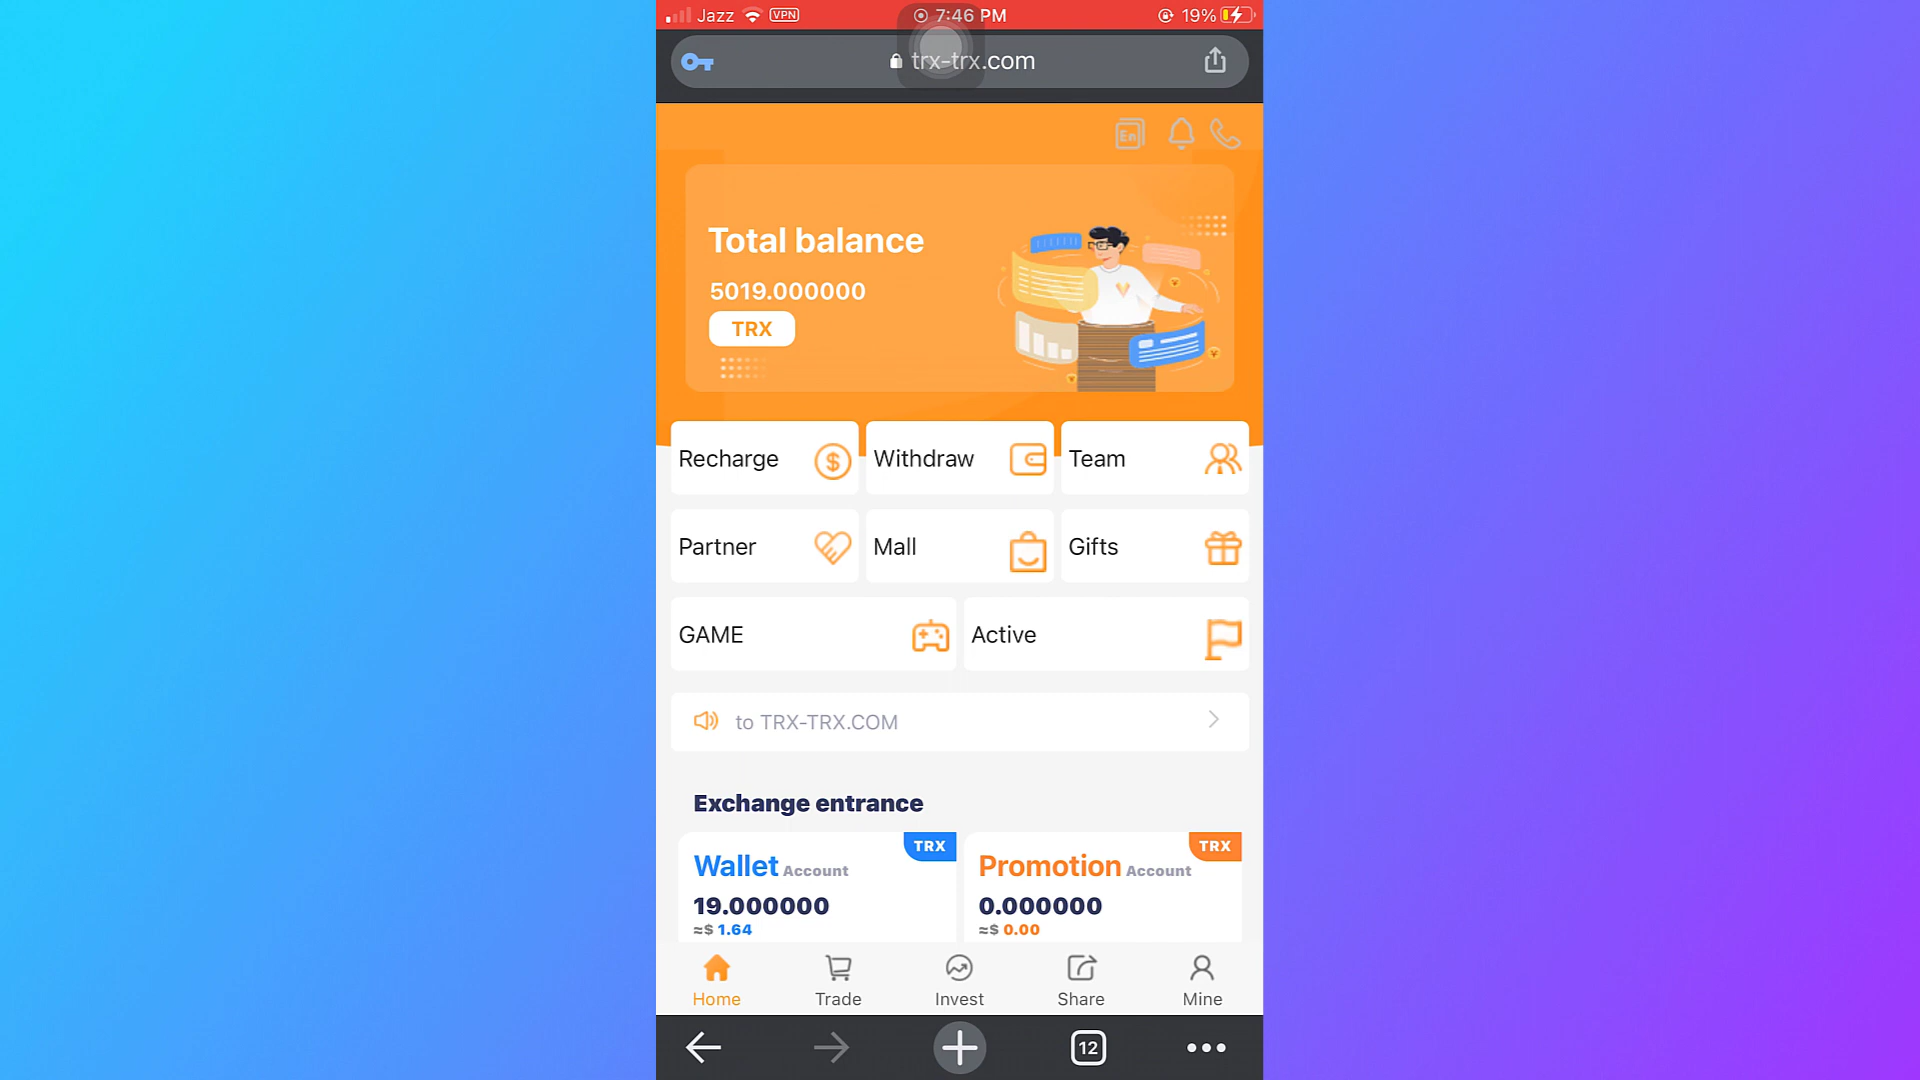 Jazz VPN 7:46 PM 19%
trx-trx.com
En
Total balance
5019.000000
TRX
Recharge Withdraw Team
Partner Mall Gifts
GAME Active
to TRX-TRX.COM
Exchange entrance
TRX TRX
Wallet Account Promotion Account
19.000000 0.000000
≈$ 1.64 ≈$ 0.00
Home Trade Invest Share Mine
12